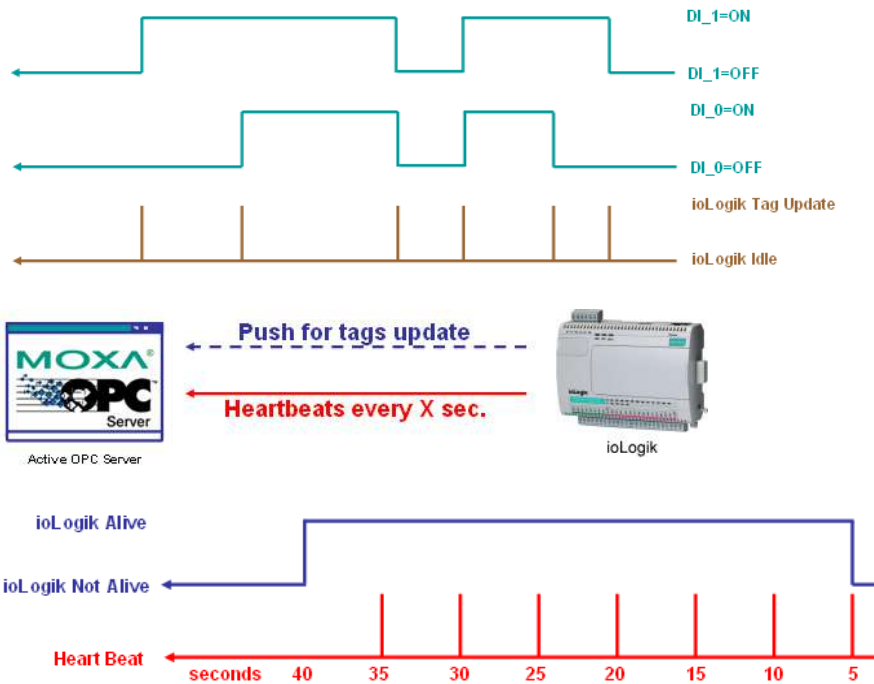 DI_1=ON
DI_1=OFF
DI_0=ON
DI_0=OFF
ioLogik Tag Update
ioLogik Idle
Push for tags update
Heartbeats every X sec.
MOXA®
OPC™
Server
Active OPC Server
ioLogik
ioLogik
ioLogik Alive
ioLogik Not Alive
Heart Beat
seconds 40 35 30 25 20 15 10 5